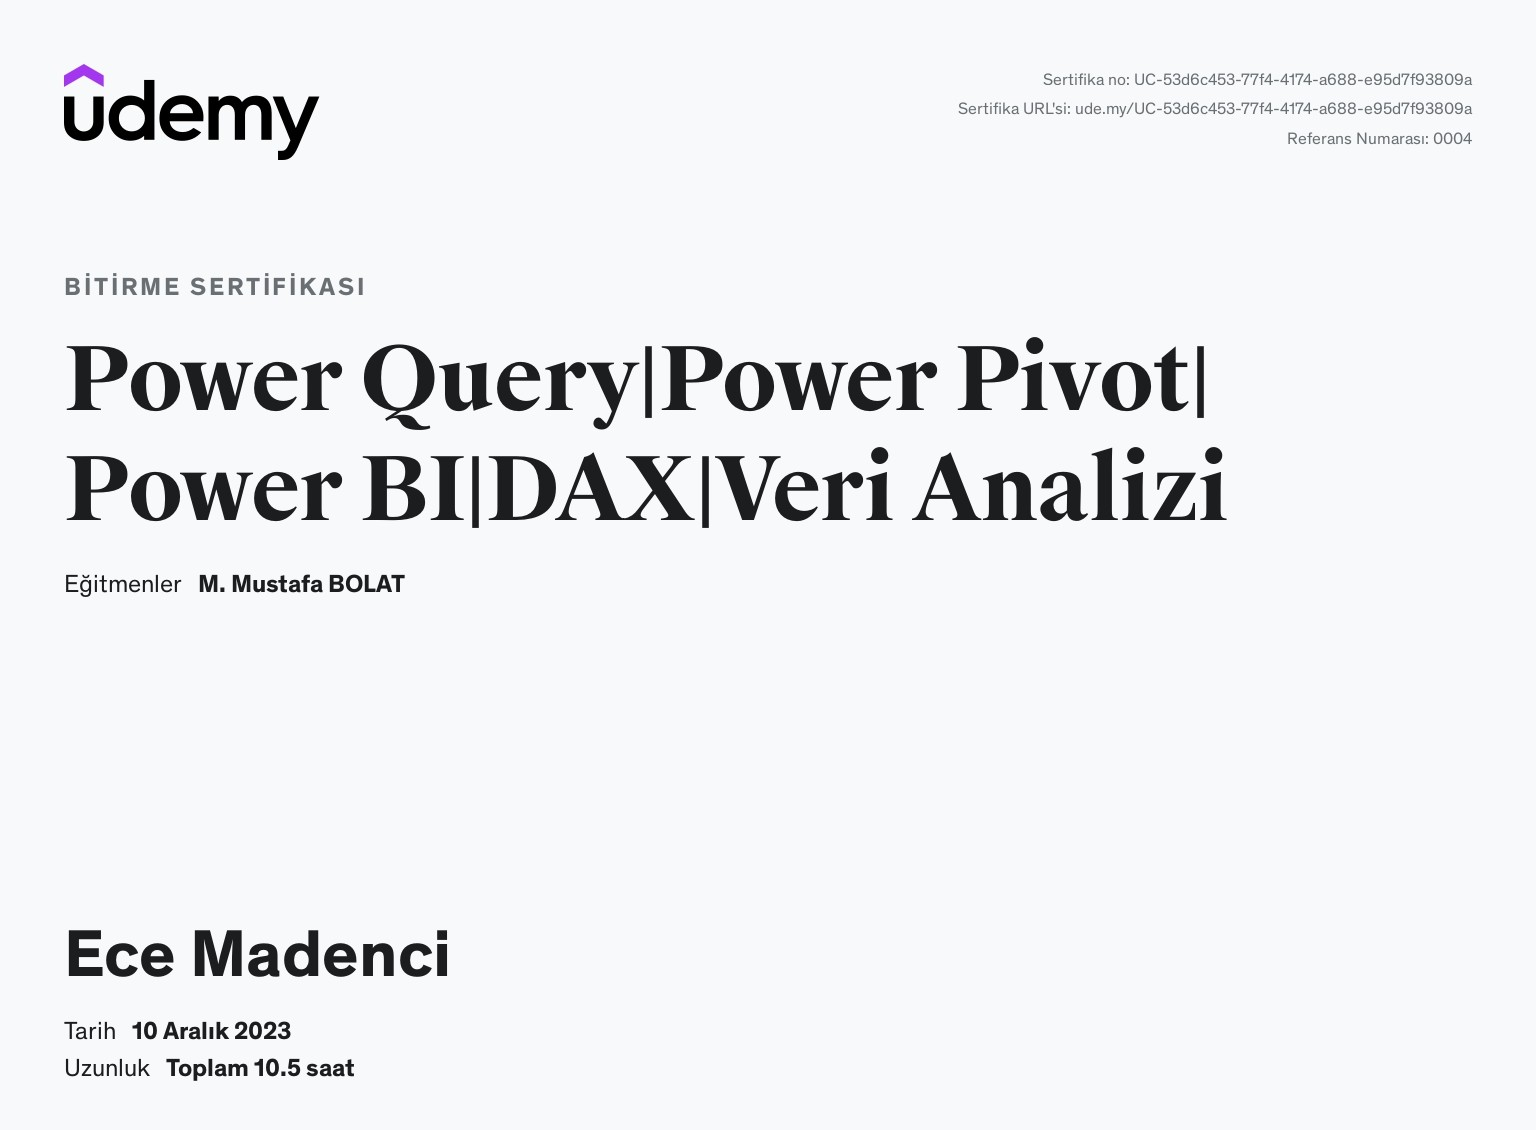 udemy
Sertifika no: UC-53d6c453-77f4-4174-a688-e95d7f93809a
Sertifika URL'si: ude.my/UC-53d6c453-77f4-4174-a688-e95d7f93809a
Referans Numarası: 0004
BİTİRME SERTİFİKASI
Power Query|Power Pivot|
Power BI|DAX|Veri Analizi
Eğitmenler M. Mustafa BOLAT
Ece Madenci
Tarih 10 Aralık 2023
Uzunluk Toplam 10.5 saat